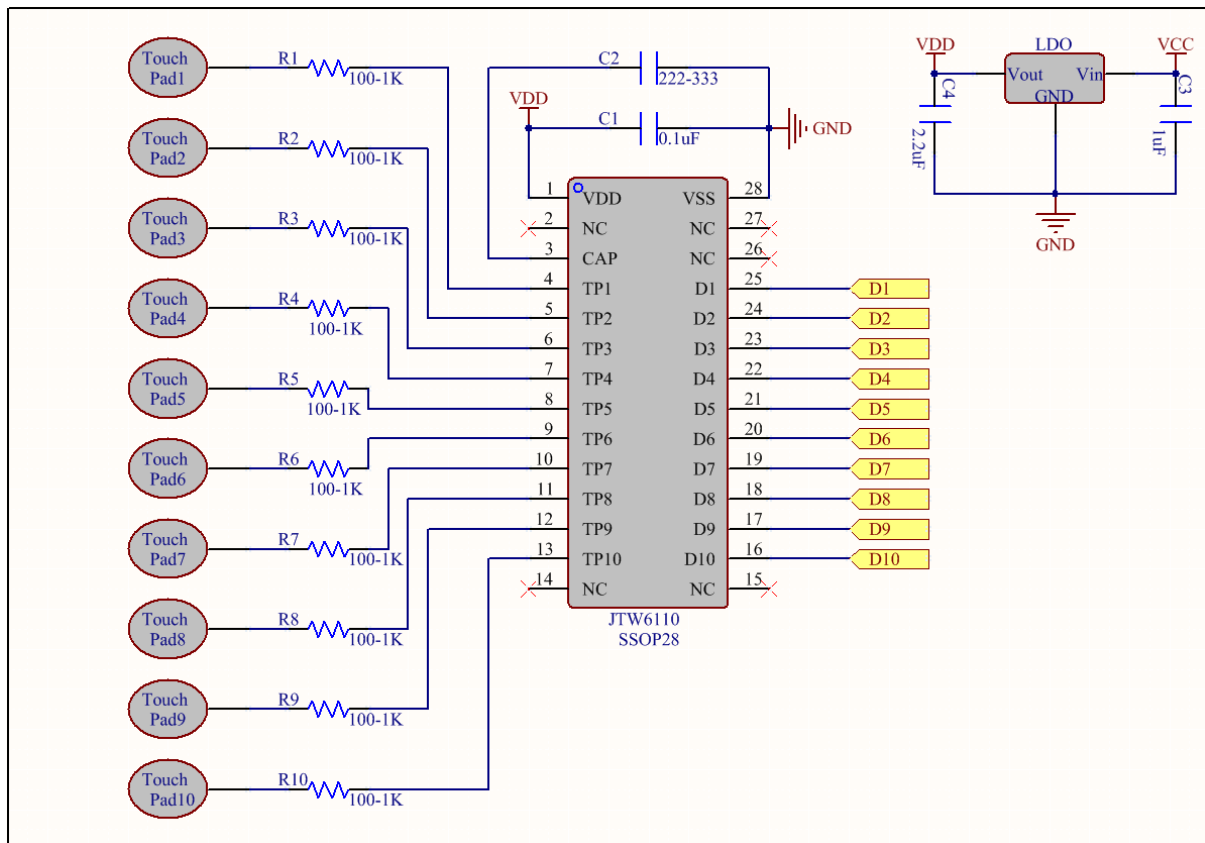 Touch
Pad1
R1
100-1K
Touch
Pad2
R2
100-1K
Touch
Pad3
R3
100-1K
Touch
Pad4
R4
100-1K
Touch
Pad5
R5
100-1K
Touch
Pad6
R6
100-1K
Touch
Pad7
R7
100-1K
Touch
Pad8
R8
100-1K
Touch
Pad9
R9
100-1K
Touch
Pad10
R10
100-1K
C2
222-333
VDD
C1
0.1uF
GND
1 VDD VSS 28
2 NC NC 27
3 CAP NC 26
4 TP1 D1 25 D1
5 TP2 D2 24 D2
6 TP3 D3 23 D3
7 TP4 D4 22 D4
8 TP5 D5 21 D5
9 TP6 D6 20 D6
10 TP7 D7 19 D7
11 TP8 D8 18 D8
12 TP9 D9 17 D9
13 TP10 D10 16 D10
14 NC NC 15
JTW6110
SSOP28
VDD LDO VCC
Vout Vin
GND
C4
2.2uF
C3
1uF
GND